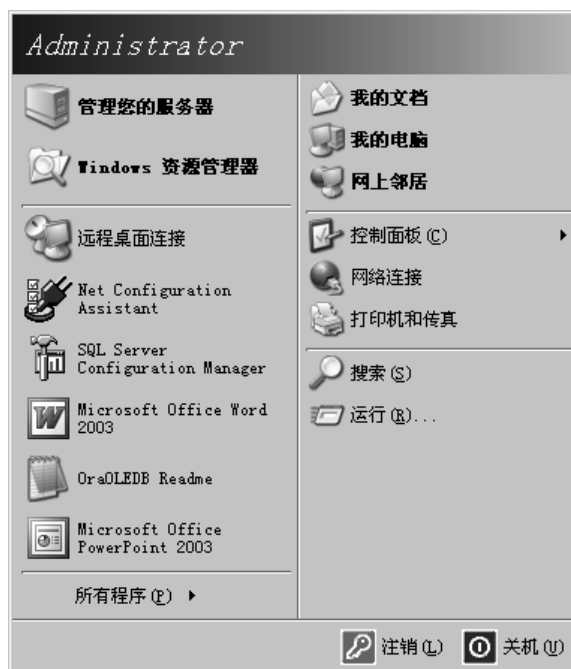 Administrator
管理您的服务器
Windows 资源管理器
远程桌面连接
Net Configuration
Assistant
SQL Server
Configuration Manager
Microsoft Office Word
2003
OraOLEDB Readme
Microsoft Office
PowerPoint 2003
所有程序(P)
我的文档
我的电脑
网上邻居
控制面板(C)
网络连接
打印机和传真
搜索(S)
运行(R)...
注销(L)
关机(U)